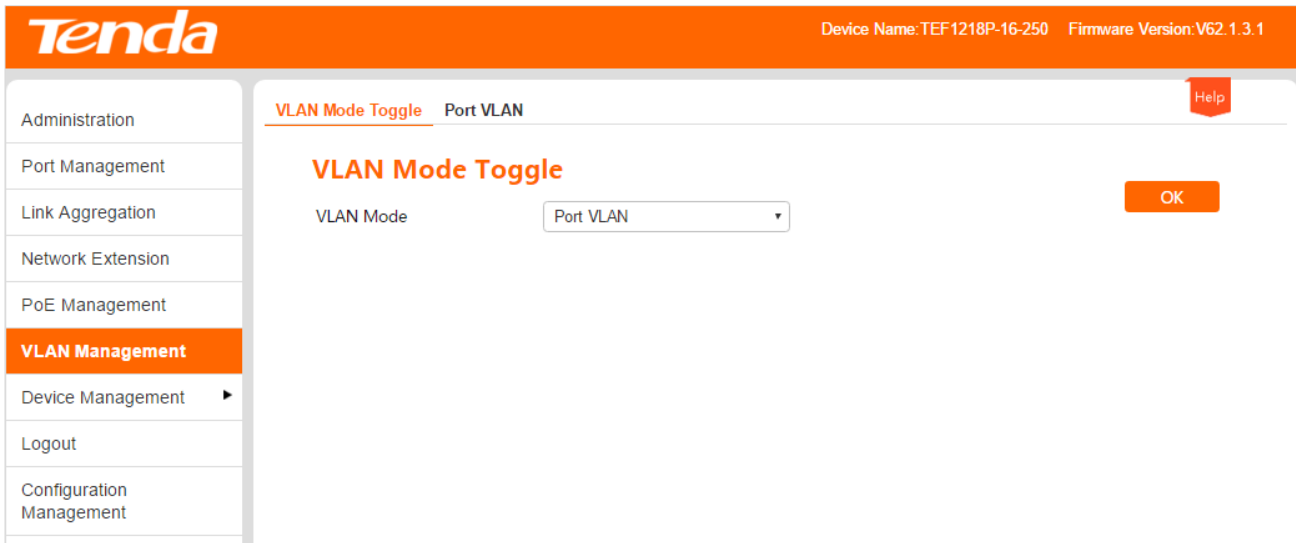 Tenda
Device Name:TEF1218P-16-250 Firmware Version:V62.1.3.1
Administration
Port Management
Link Aggregation
Network Extension
PoE Management
VLAN Management
Device Management
Logout
Configuration
Management
VLAN Mode Toggle Port VLAN
Help
VLAN Mode Toggle
OK
VLAN Mode Port VLAN